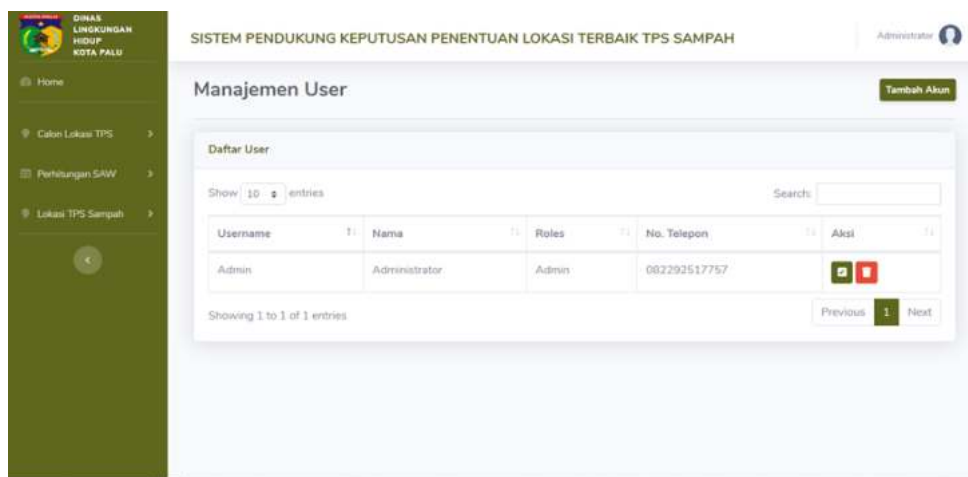 DINAS
LINGKUNGAN
HIDUP
KOTA PALU
SISTEM PENDUKUNG KEPUTUSAN PENENTUAN LOKASI TERBAIK TPS SAMPAH
Administrator
Home
Manajemen User
Tambah Akun
Calon Lokasi TPS
Daftar User
Perhitungan SAW
Show 10 entries
Search:
Lokasi TPS Sampah
Username Nama Roles No. Telepon Aksi
Admin Administrator Admin 082292517757
Showing 1 to 1 of 1 entries
Previous 1 Next